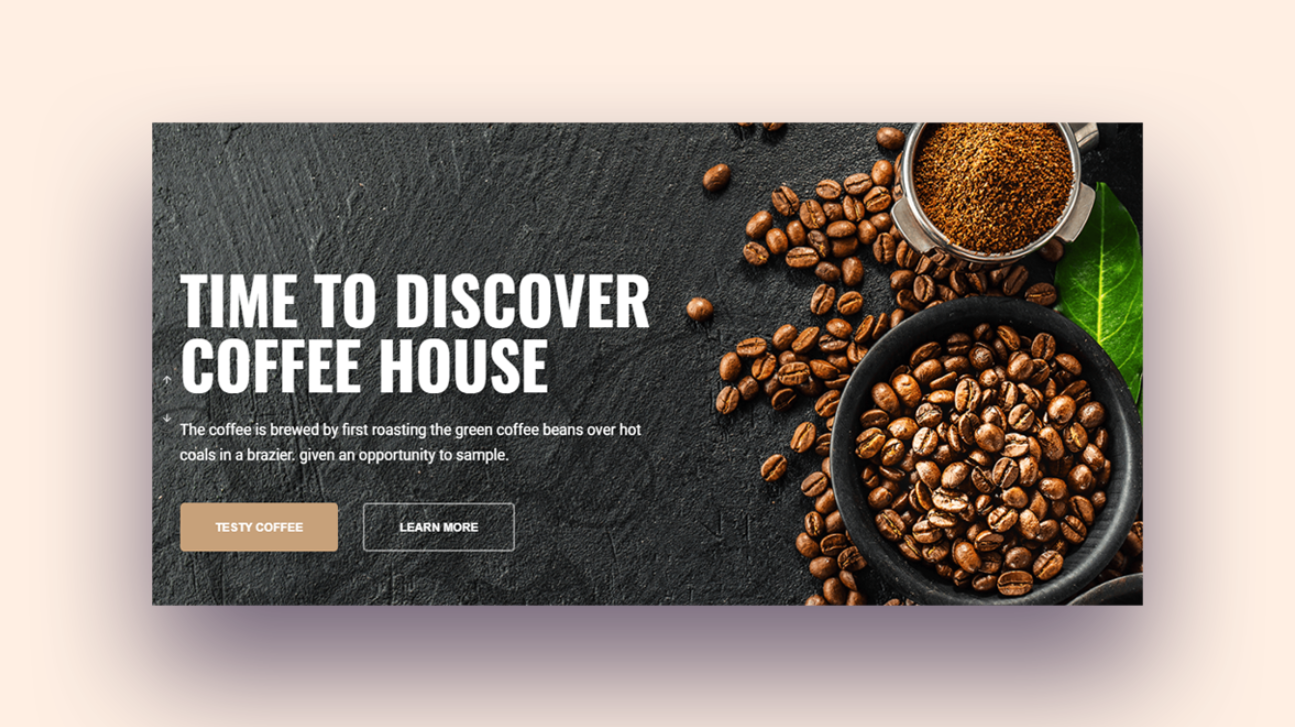 TIME TO DISCOVER
COFFEE HOUSE
The coffee is brewed by first roasting the green coffee beans over hot
coals in a brazier. given an opportunity to sample.
TESTY COFFEE
LEARN MORE